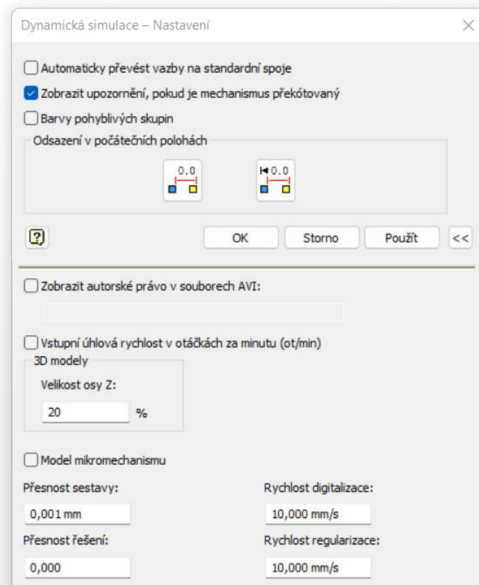 Dynamická simulace – Nastavení
Automaticky převést vazby na standardní spoje
Zobrazit upozornění, pokud je mechanismus překótovaný
Barvy pohyblivých skupin
Odsazení v počátečních polohách
0.0 0.0
OK Storno Použít <<
Zobrazit autorské právo v souborech AVI:
Vstupní úhlová rychlost v otáčkách za minutu (ot/min)
3D modely
Velikost osy Z:
20 %
Model mikromechanismu
Přesnost sestavy: Rychlost digitalizace:
0,001 mm 10,000 mm/s
Přesnost řešení: Rychlost regularizace:
0,000 10,000 mm/s